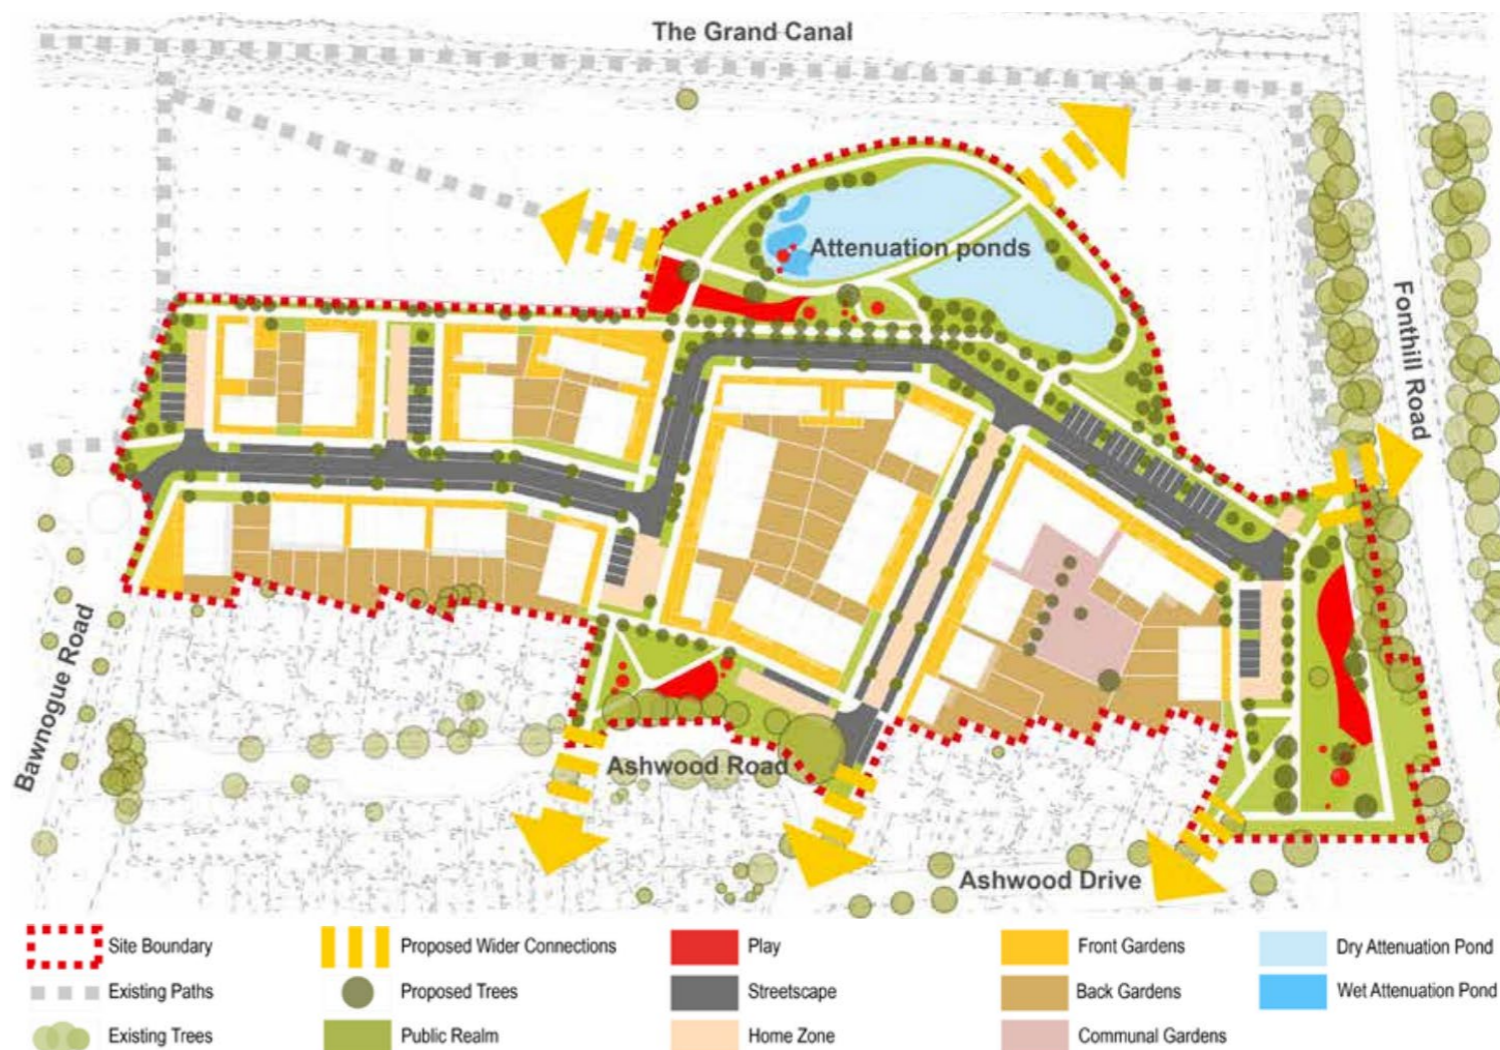 The Grand Canal
Attenuation ponds
Fonthill Road
Bawnogue Road
Ashwood Road
Ashwood Drive
Site Boundary
Proposed Wider Connections
Play
Front Gardens
Dry Attenuation Pond
Existing Paths
Proposed Trees
Streetscape
Back Gardens
Wet Attenuation Pond
Existing Trees
Public Realm
Home Zone
Communal Gardens